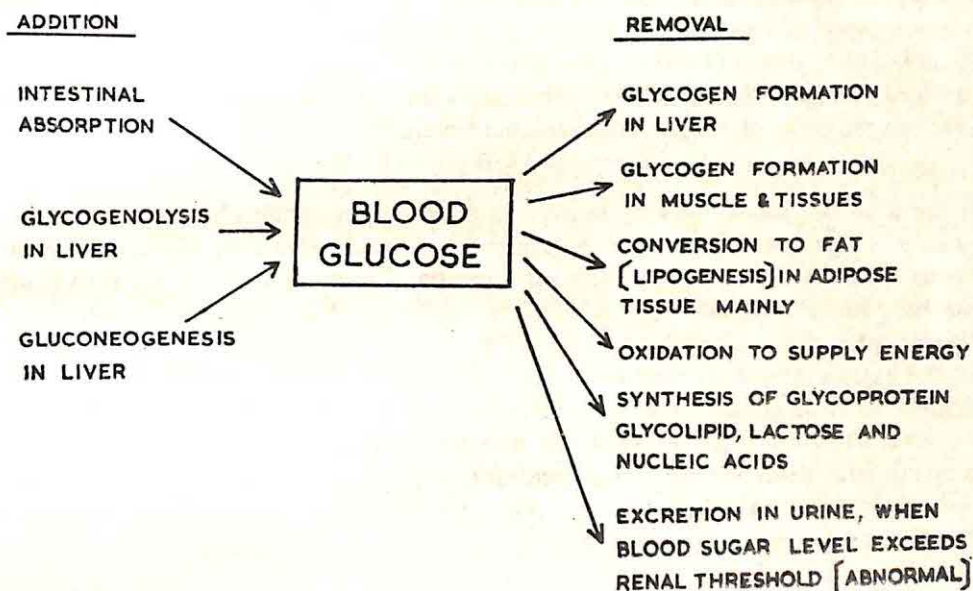 ADDITION
INTESTINAL
ABSORPTION
GLYCOGENOLYSIS
IN LIVER
GLUCONEOGENESIS
IN LIVER
BLOOD
GLUCOSE
REMOVAL
GLYCOGEN FORMATION
IN LIVER
GLYCOGEN FORMATION
IN MUSCLE & TISSUES
CONVERSION TO FAT
[LIPOGENESIS] IN ADIPOSE
TISSUE MAINLY
OXIDATION TO SUPPLY ENERGY
SYNTHESIS OF GLYCOPROTEIN
GLYCOLIPID, LACTOSE AND
NUCLEIC ACIDS
EXCRETION IN URINE, WHEN
BLOOD SUGAR LEVEL EXCEEDS
RENAL THRESHOLD [ABNORMAL]